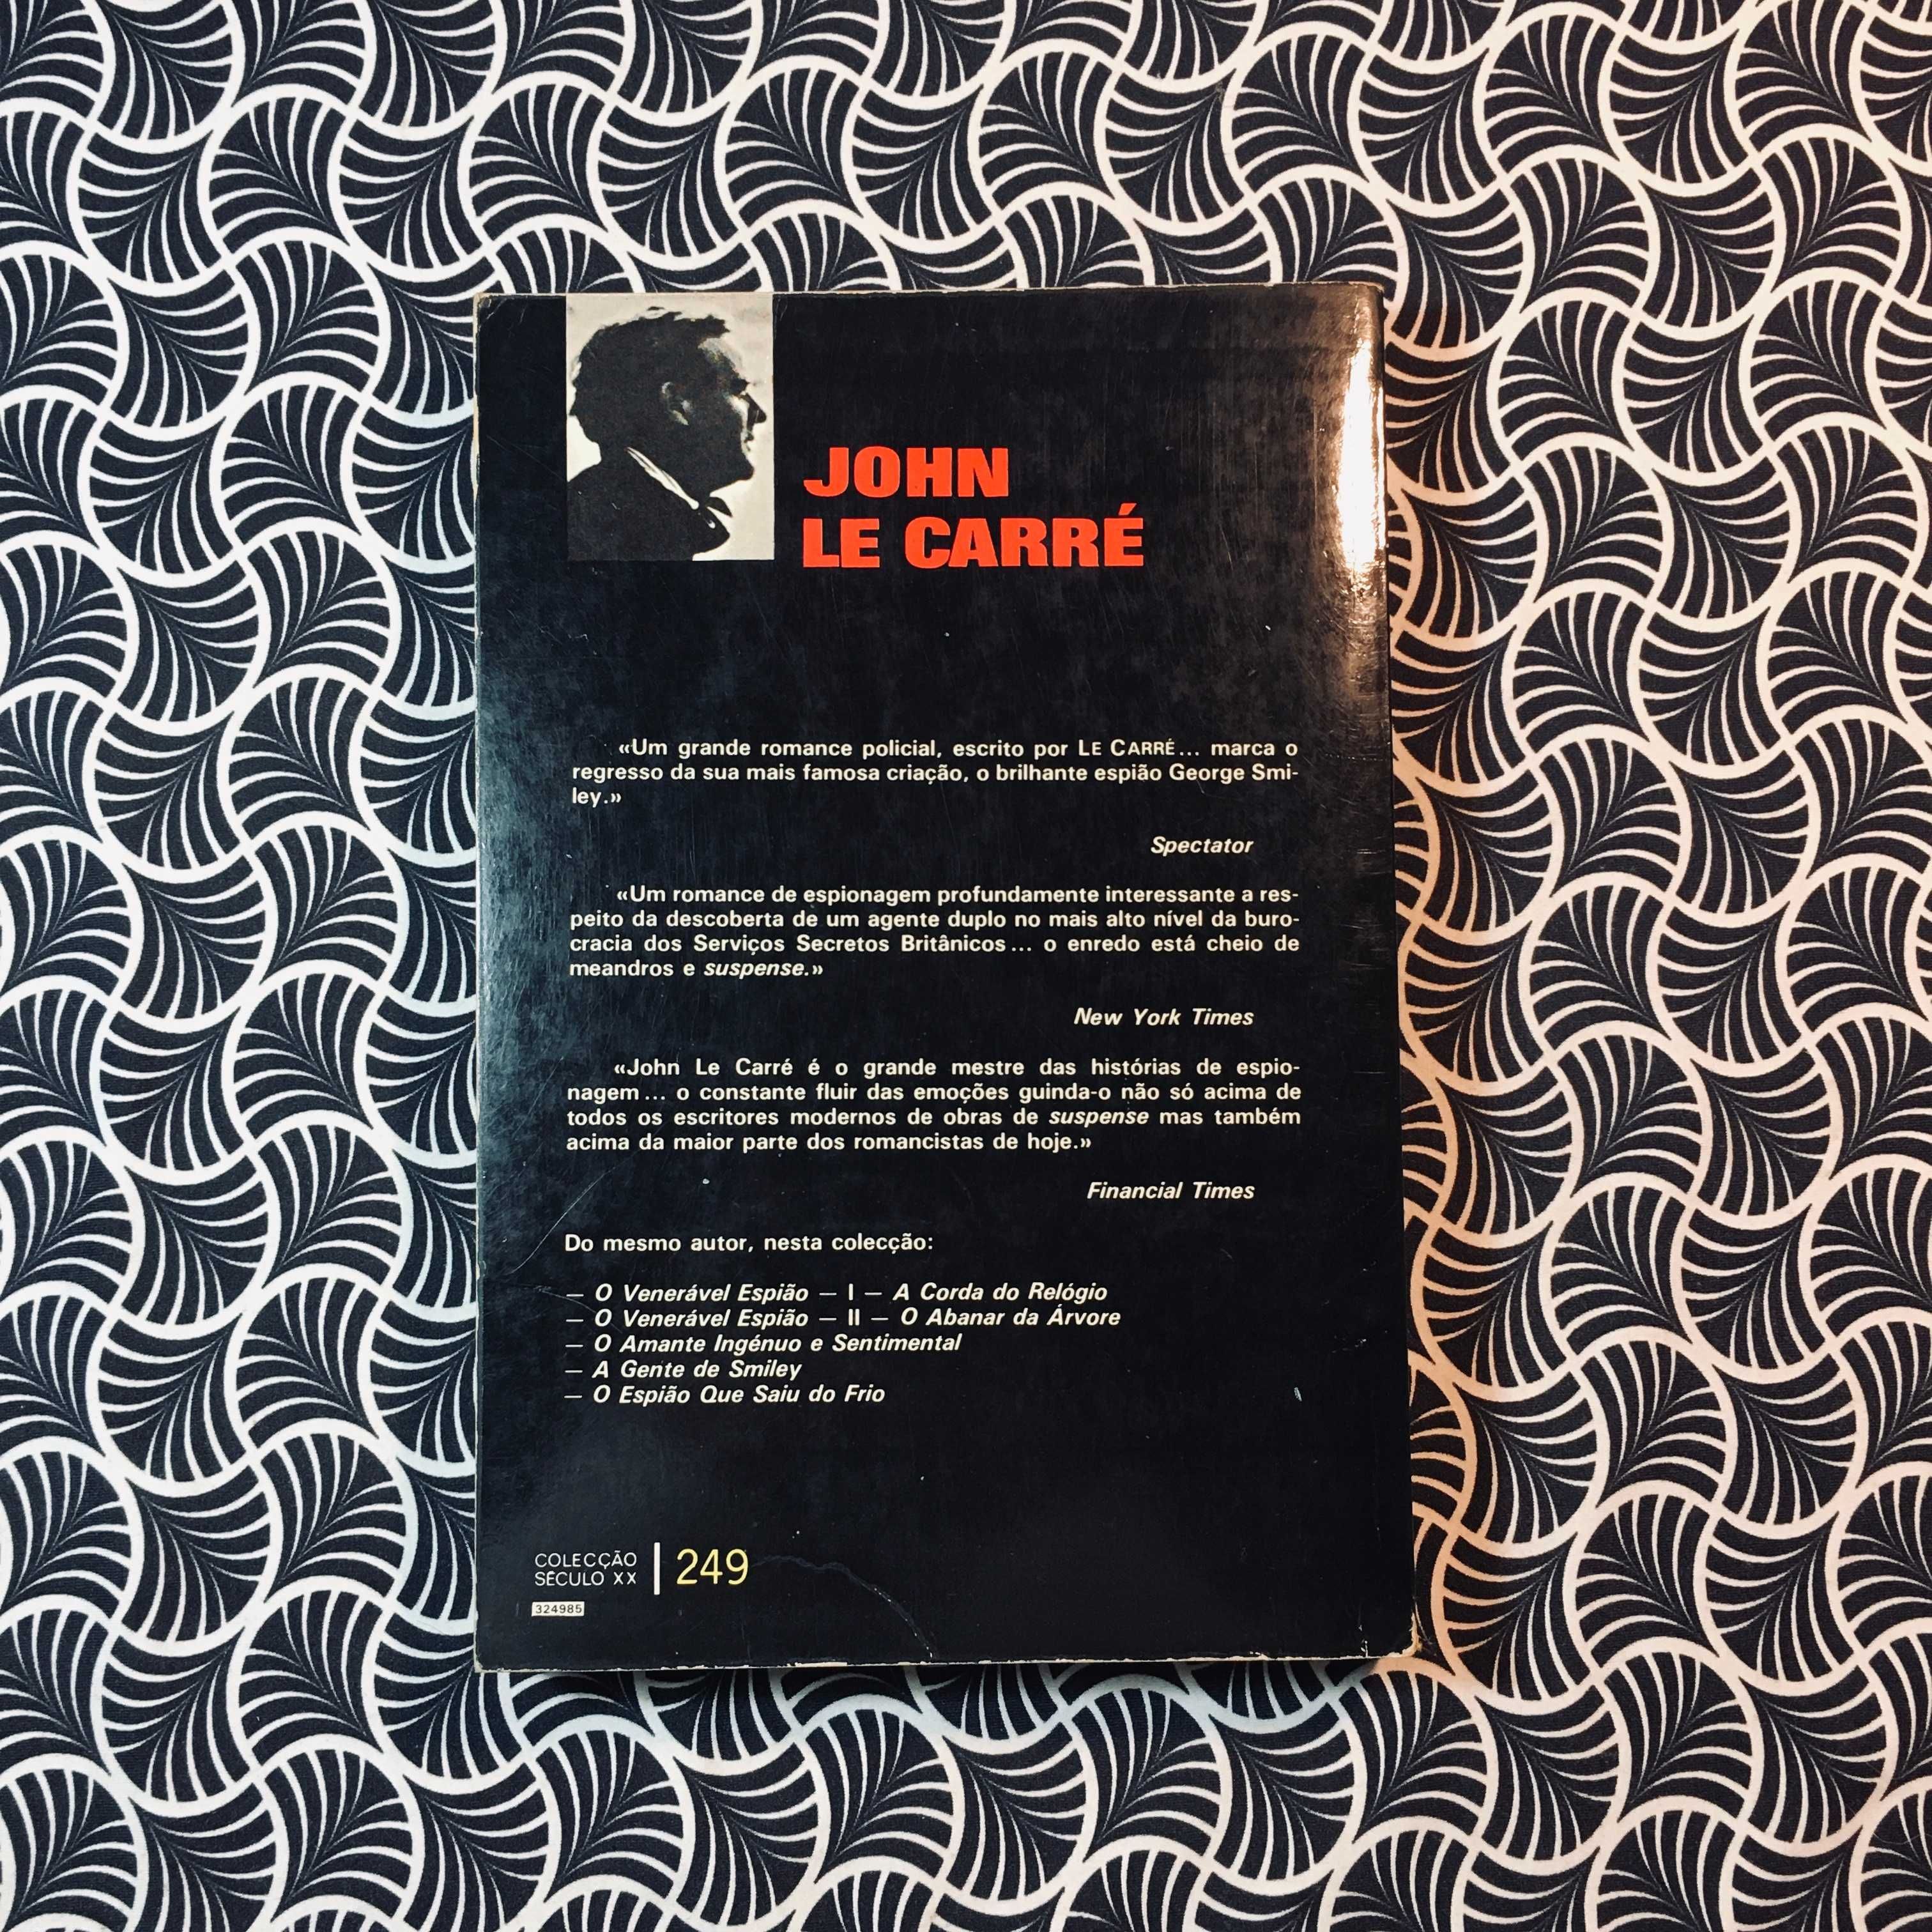 JOHN
LE CARRÉ
«Um grande romance policial, escrito por LE CARRÉ... marca o
regresso da sua mais famosa criação, o brilhante espião George Smi-
ley.»
Spectator
«Um romance de espionagem profundamente interessante a res-
peito da descoberta de um agente duplo no mais alto nível da buro-
cracia dos Serviços Secretos Britânicos... o enredo está cheio de
meandros e suspense.»
New York Times
«John Le Carré é o grande mestre das histórias de espio-
nagem... o constante fluir das emoções guinda-o não só acima de
todos os escritores modernos de obras de suspense mas também
acima da maior parte dos romancistas de hoje.»
Financial Times
Do mesmo autor, nesta colecção:
— O Venerável Espião — I — A Corda do Relógio
— O Venerável Espião — II — O Abanar da Árvore
— O Amante Ingénuo e Sentimental
— A Gente de Smiley
— O Espião Que Saiu do Frio
COLECÇÃO
SÉCULO XX | 249
324985